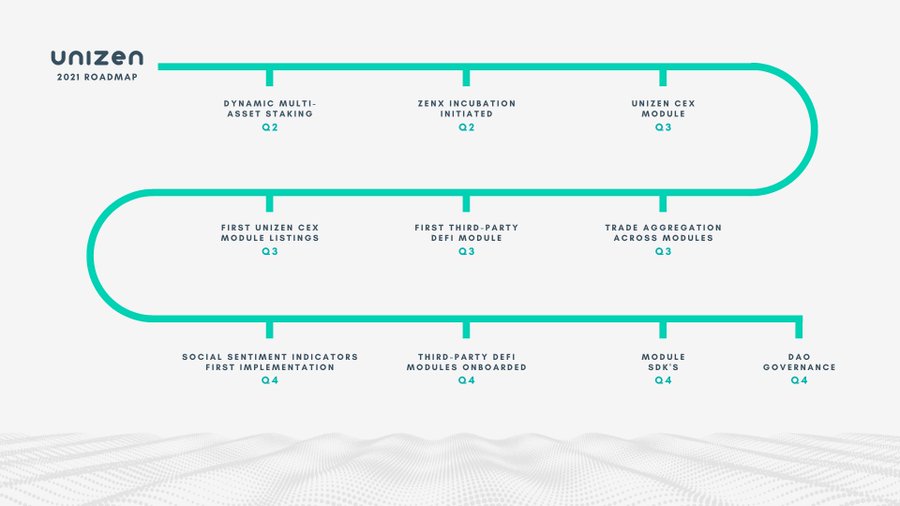 unizen
2021 ROADMAP
DYNAMIC MULTI-
ASSET STAKING
Q2
ZENX INCUBATION
INITIATED
Q2
UNIZEN CEX
MODULE
Q3
FIRST UNIZEN CEX
MODULE LISTINGS
Q3
FIRST THIRD-PARTY
DEFI MODULE
Q3
TRADE AGGREGATION
ACROSS MODULES
Q3
SOCIAL SENTIMENT INDICATORS
FIRST IMPLEMENTATION
Q4
THIRD-PARTY DEFI
MODULES ONBOARDED
Q4
MODULE
SDK'S
Q4
DAO
GOVERNANCE
Q4